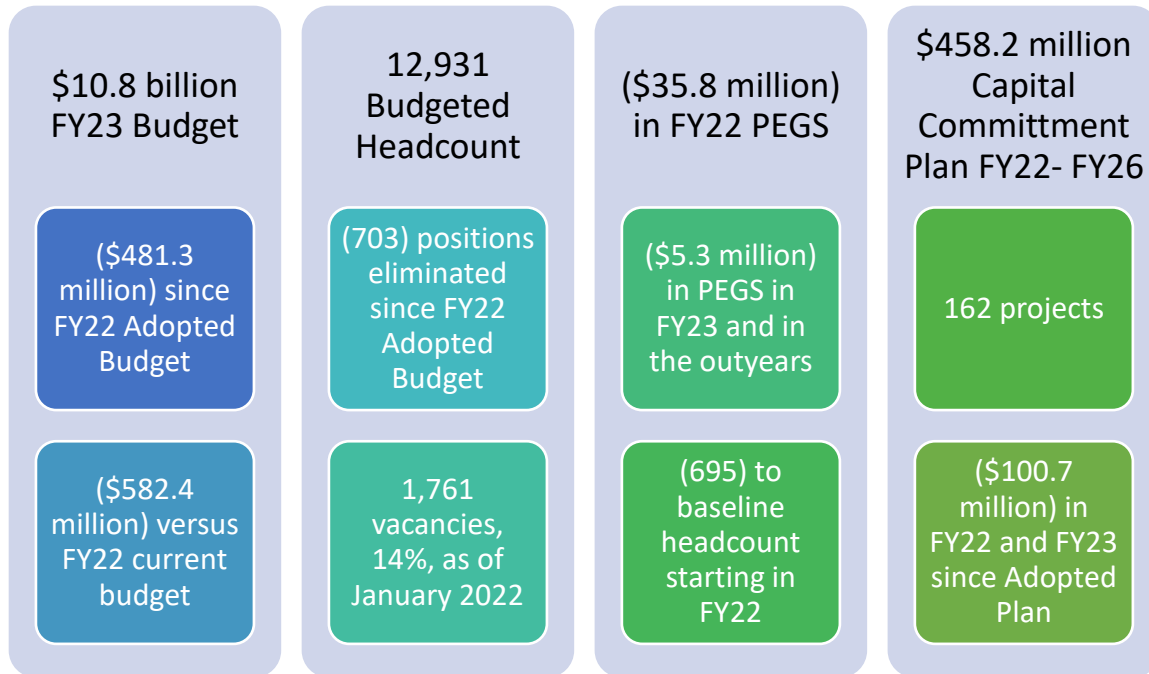 $10.8 billion
FY23 Budget
($481.3
million) since
FY22 Adopted
Budget
($582.4
million) versus
FY22 current
budget
12,931
Budgeted
Headcount
(703) positions
eliminated
since FY22
Adopted
Budget
1,761
vacancies,
14%, as of
January 2022
($35.8 million)
in FY22 PEGS
($5.3 million)
in PEGS in
FY23 and in
the outyears
(695) to
baseline
headcount
starting in
FY22
$458.2 million
Capital
Committment
Plan FY22- FY26
162 projects
($100.7
million) in
FY22 and FY23
since Adopted
Plan